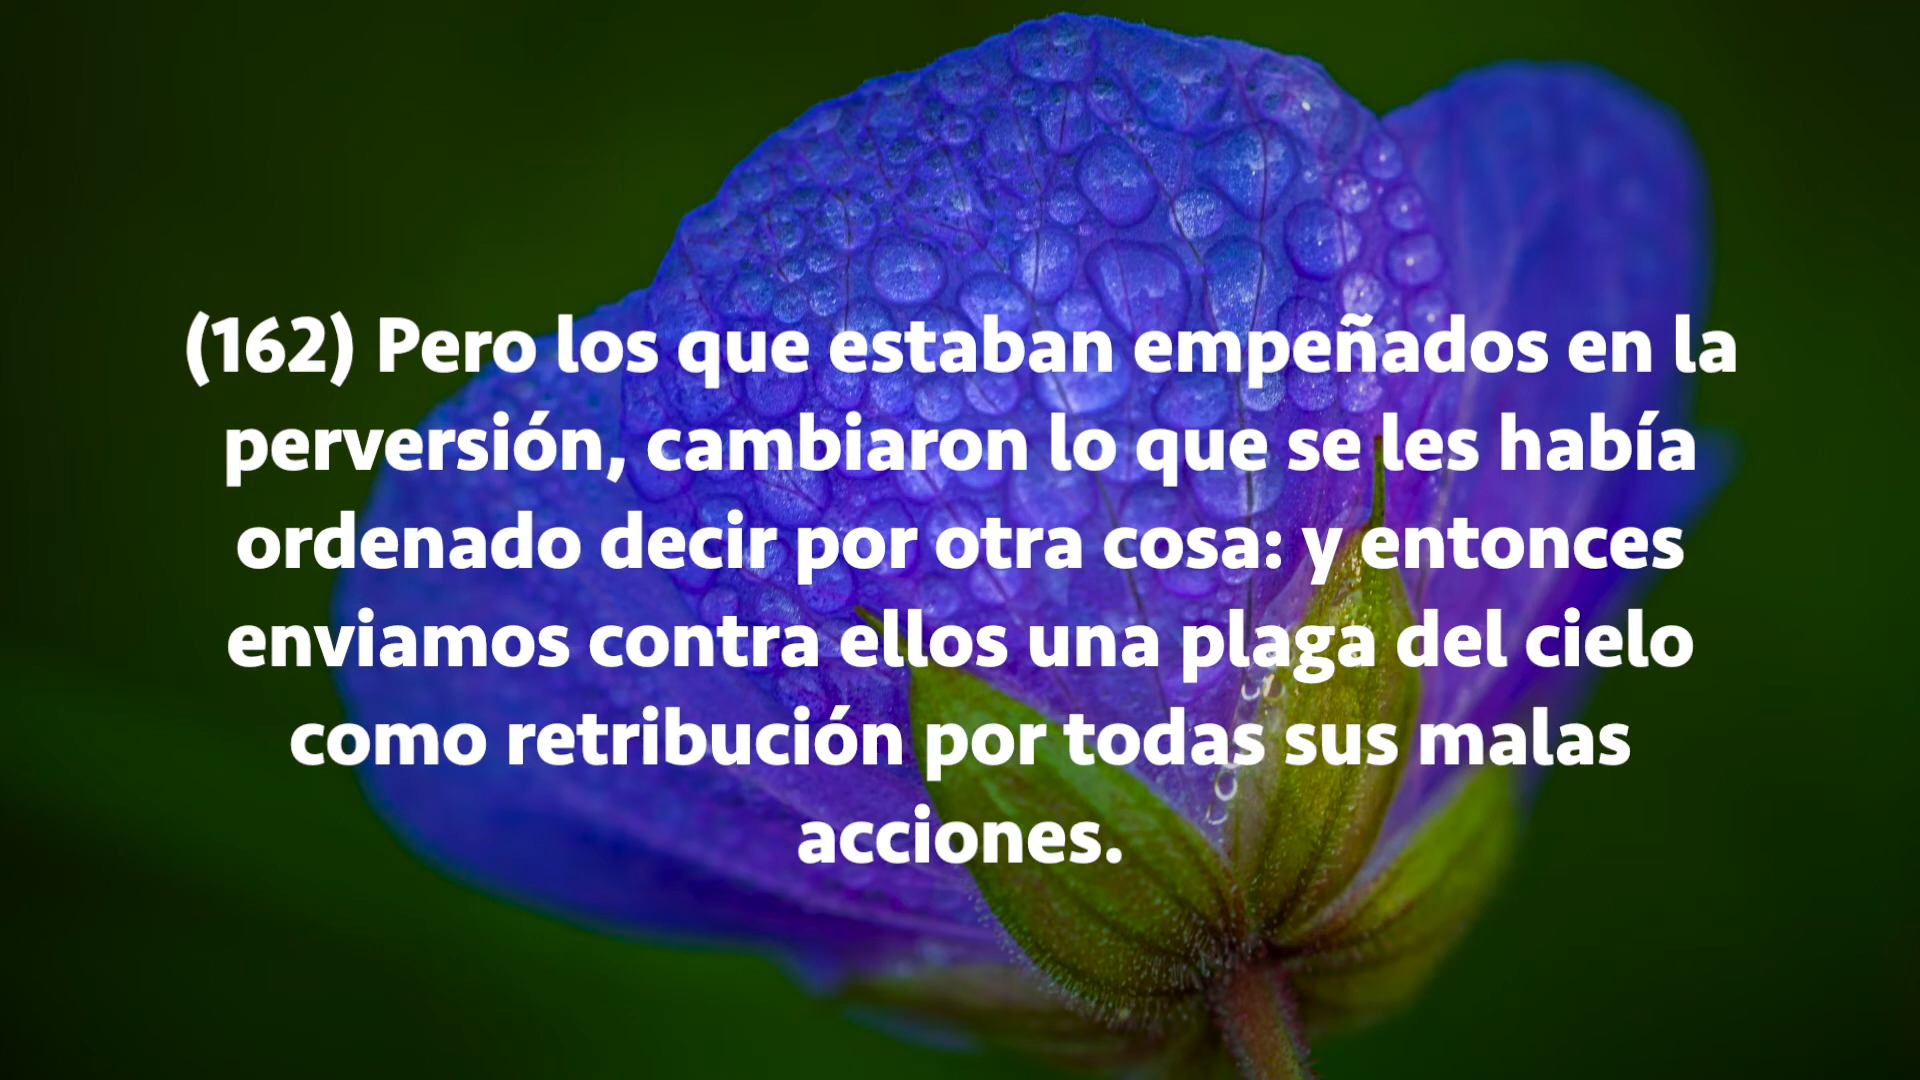 (162) Pero los que estaban empeñados en la
perversión, cambiaron lo que se les había
ordenado decir por otra cosa: y entonces
enviamos contra ellos una plaga del cielo
como retribución por todas sus malas
acciones.